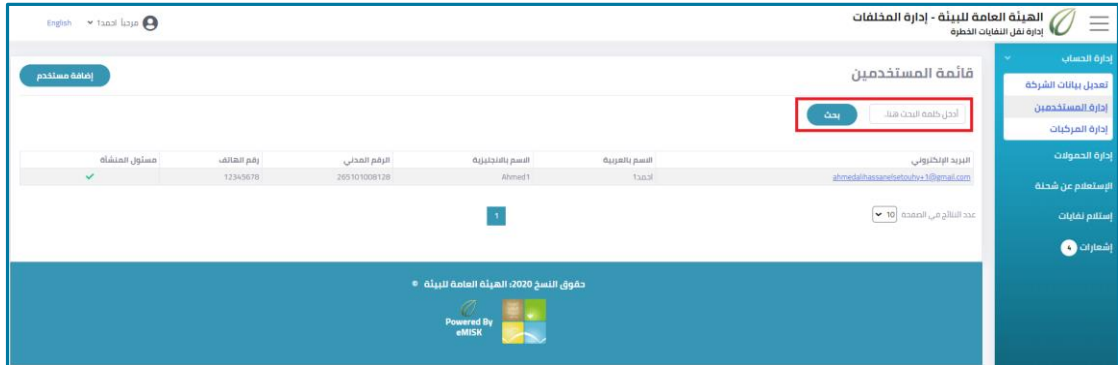 الهيئة العامة للبيئة - إدارة المخلفات
إدارة نقل النفايات الخطرة
مرحباً احمد1
English
إدارة الحساب
تعديل بيانات الشركة
إدارة المستخدمين
إدارة المركبات
إدارة الحمولات
الإستعلام عن شحنة
إستلام نفايات
إشعارات 4
قائمة المستخدمين
إضافة مستخدم
أدخل كلمة البحث هنا..
بحث
البريد الإلكتروني الاسم بالعربية الاسم بالانجليزية الرقم المدني رقم الهاتف مسئول المنشأة
ahmedalihassanelsetouhy+1@gmail.com احمد1 Ahmed1 265101008128 12345678
عدد النتائج في الصفحة 10
1
حقوق النسخ 2020، الهيئة العامة للبيئة ©
Powered By
eMISK